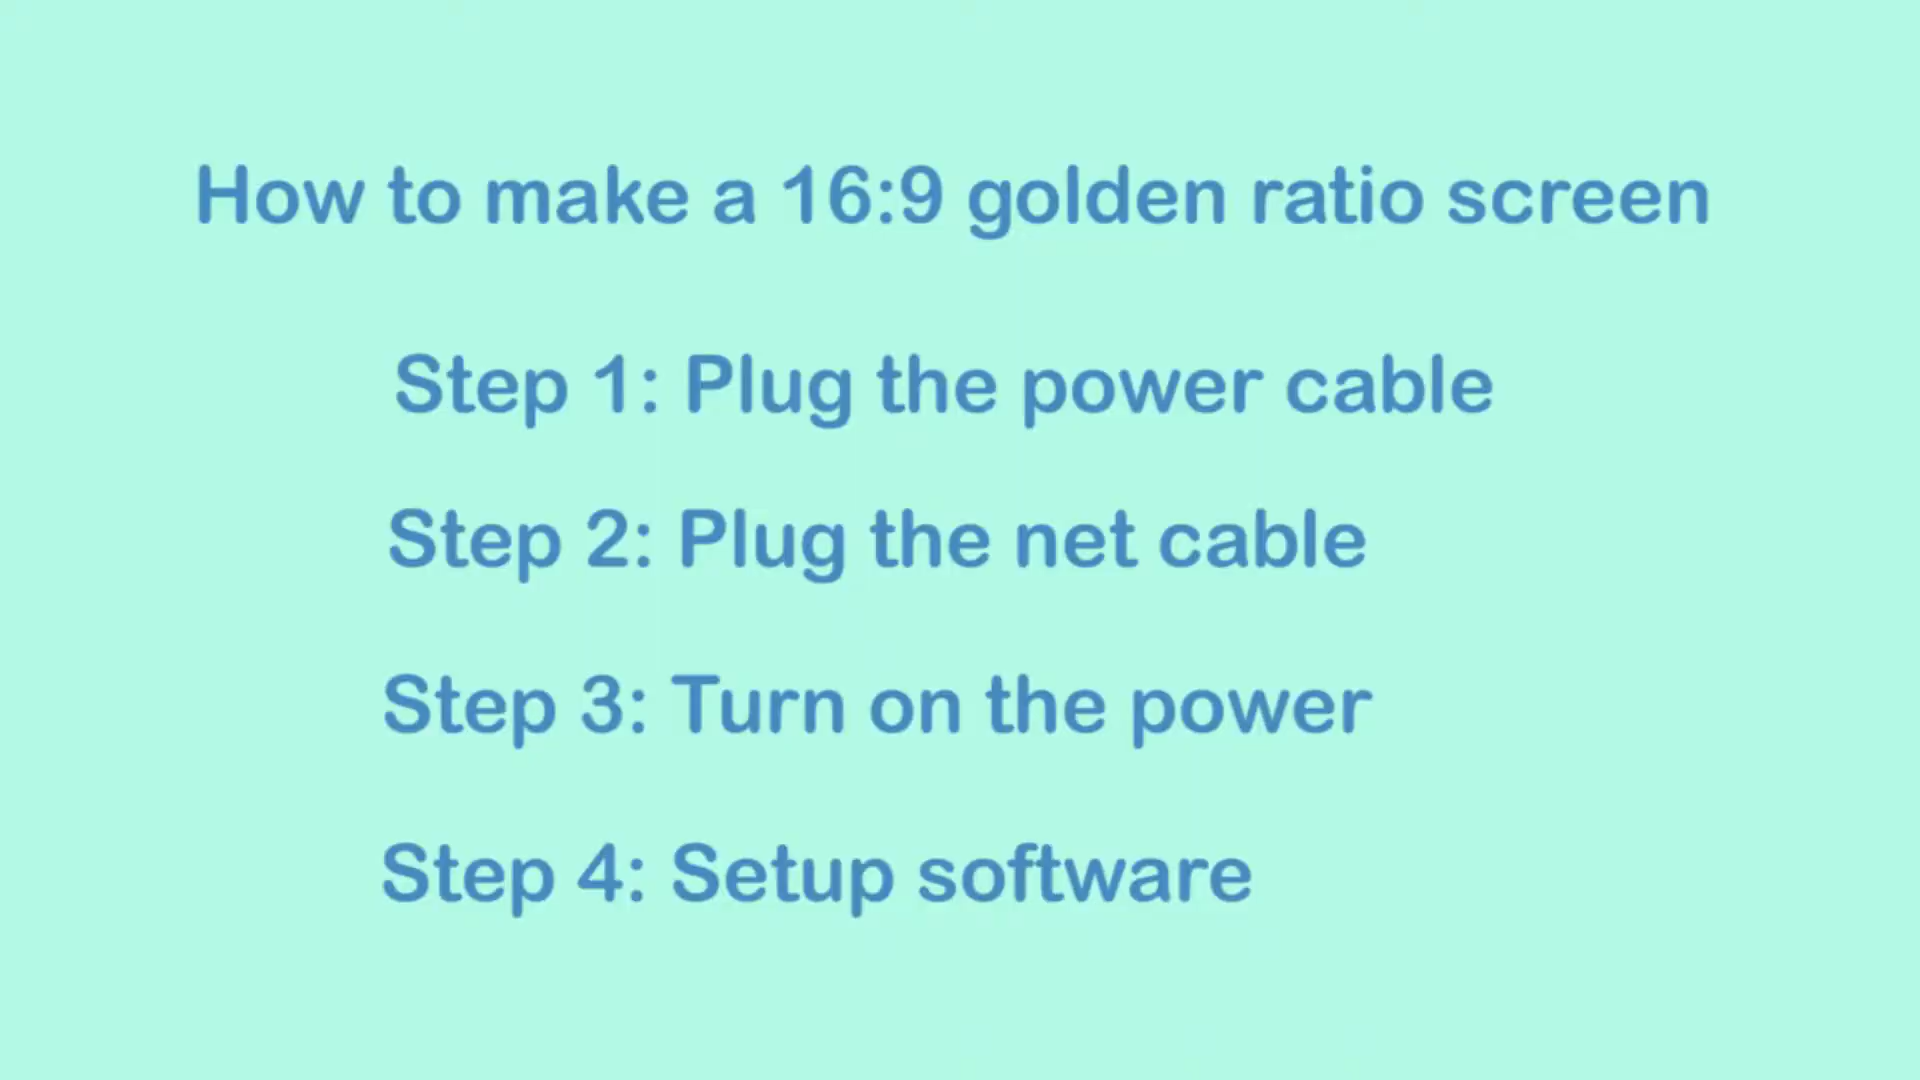 How to make a 16:9 golden ratio screen
Step 1: Plug the power cable
Step 2: Plug the net cable
Step 3: Turn on the power
Step 4: Setup software